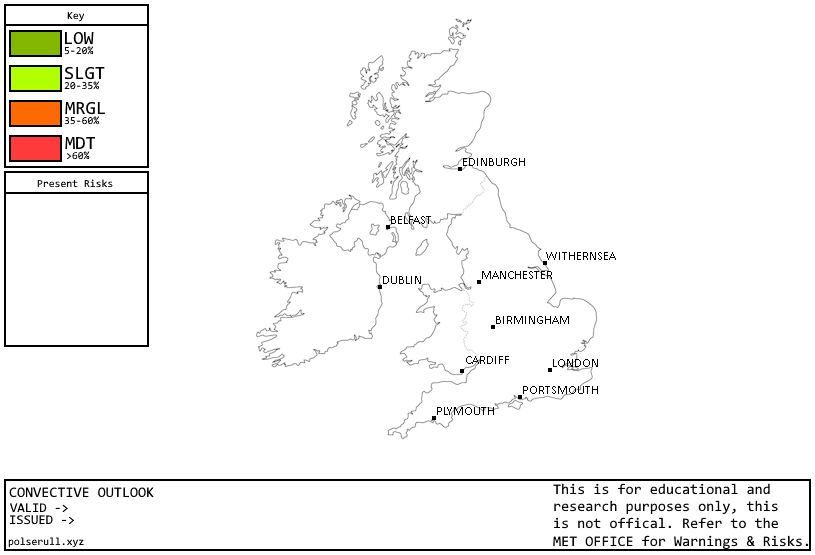 Key
LOW
5-20%
SLGT
20-35%
MRGL
35-60%
MDT
>60%
Present Risks
EDINBURGH
BELFAST
WITHERNSEA
MANCHESTER
DUBLIN
BIRMINGHAM
CARDIFF
LONDON
PORTSMOUTH
PLYMOUTH
CONVECTIVE OUTLOOK
VALID ->
ISSUED ->
polserull.xyz
This is for educational and
research purposes only, this
is not offical. Refer to the
MET OFFICE for Warnings & Risks.